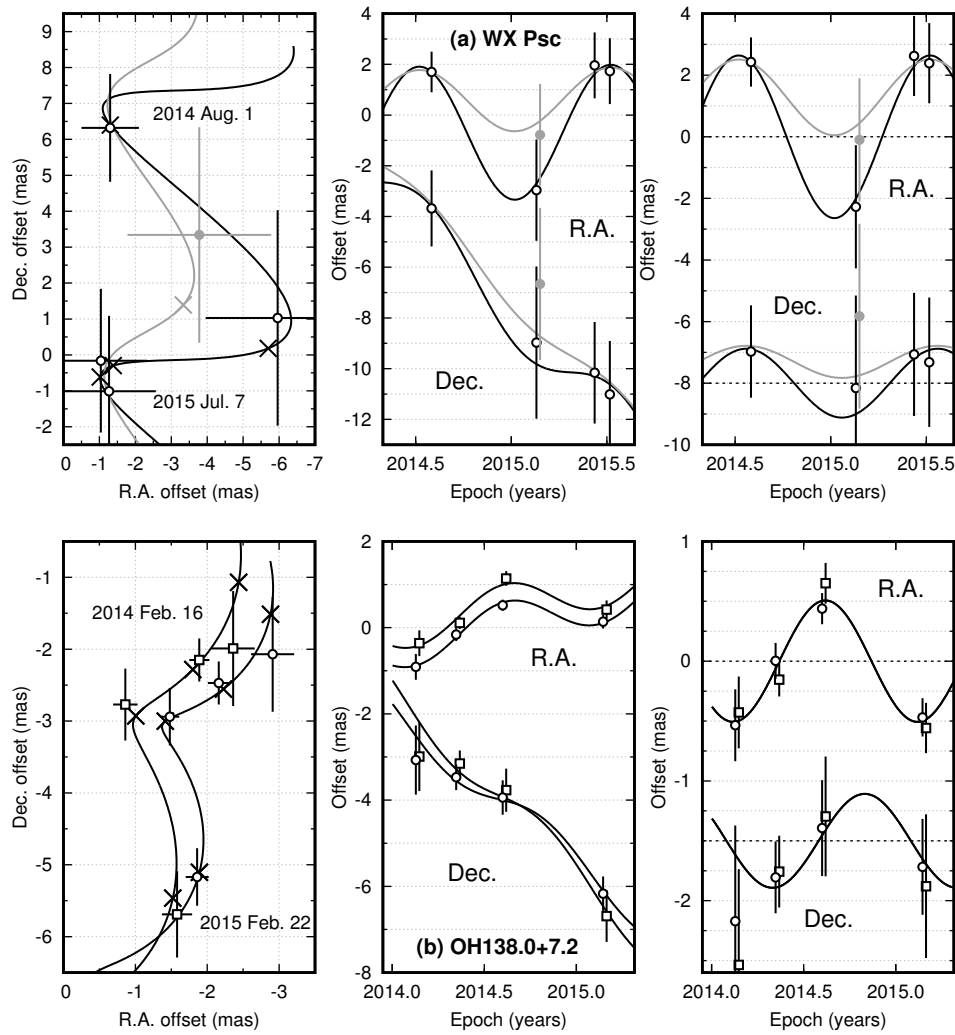 9
8
7
6
5
4
3
2
1
0
-1
-2
Dec. offset (mas)
2014 Aug. 1
2015 Jul. 7
0 -1 -2 -3 -4 -5 -6 -7
R.A. offset (mas)
4
2
0
-2
-4
-6
-8
-10
-12
Offset (mas)
(a) WX Psc
R.A.
Dec.
2014.5 2015.0 2015.5
Epoch (years)
4
2
0
-2
-4
-6
-8
-10
Offset (mas)
R.A.
Dec.
2014.5 2015.0 2015.5
Epoch (years)
-1
-2
-3
-4
-5
-6
Dec. offset (mas)
2014 Feb. 16
2015 Feb. 22
0 -1 -2 -3
R.A. offset (mas)
2
0
-2
-4
-6
-8
Offset (mas)
R.A.
Dec.
(b) OH138.0+7.2
2014.0 2014.5 2015.0
Epoch (years)
1
0
-1
-2
Offset (mas)
R.A.
Dec.
2014.0 2014.5 2015.0
Epoch (years)